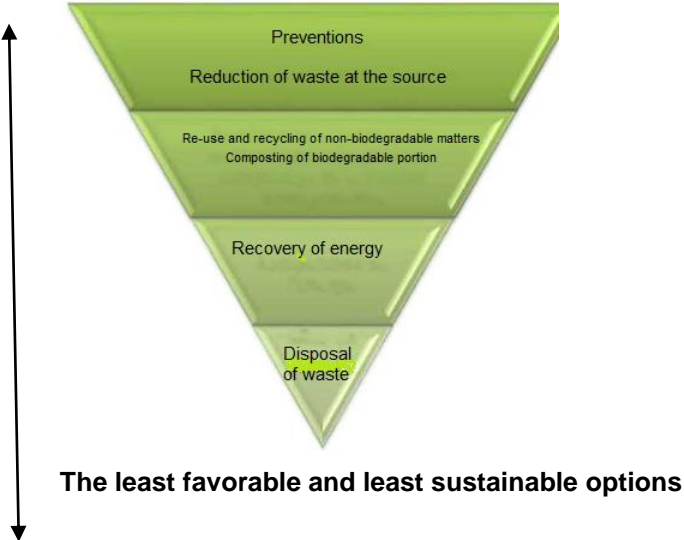 Preventions
Reduction of waste at the source
Re-use and recycling of non-biodegradable matters
Composting of biodegradable portion
Recovery of energy
Disposal
of waste
The least favorable and least sustainable options